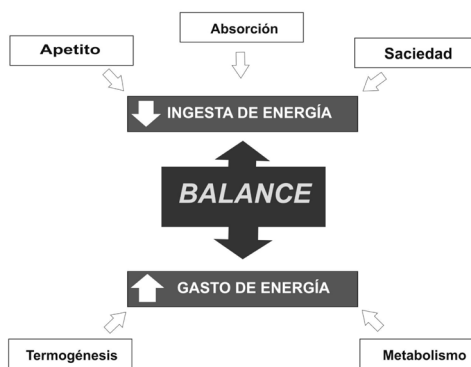 Absorción
Apetito
Saciedad
INGESTA DE ENERGÍA
BALANCE
GASTO DE ENERGÍA
Termogénesis
Metabolismo